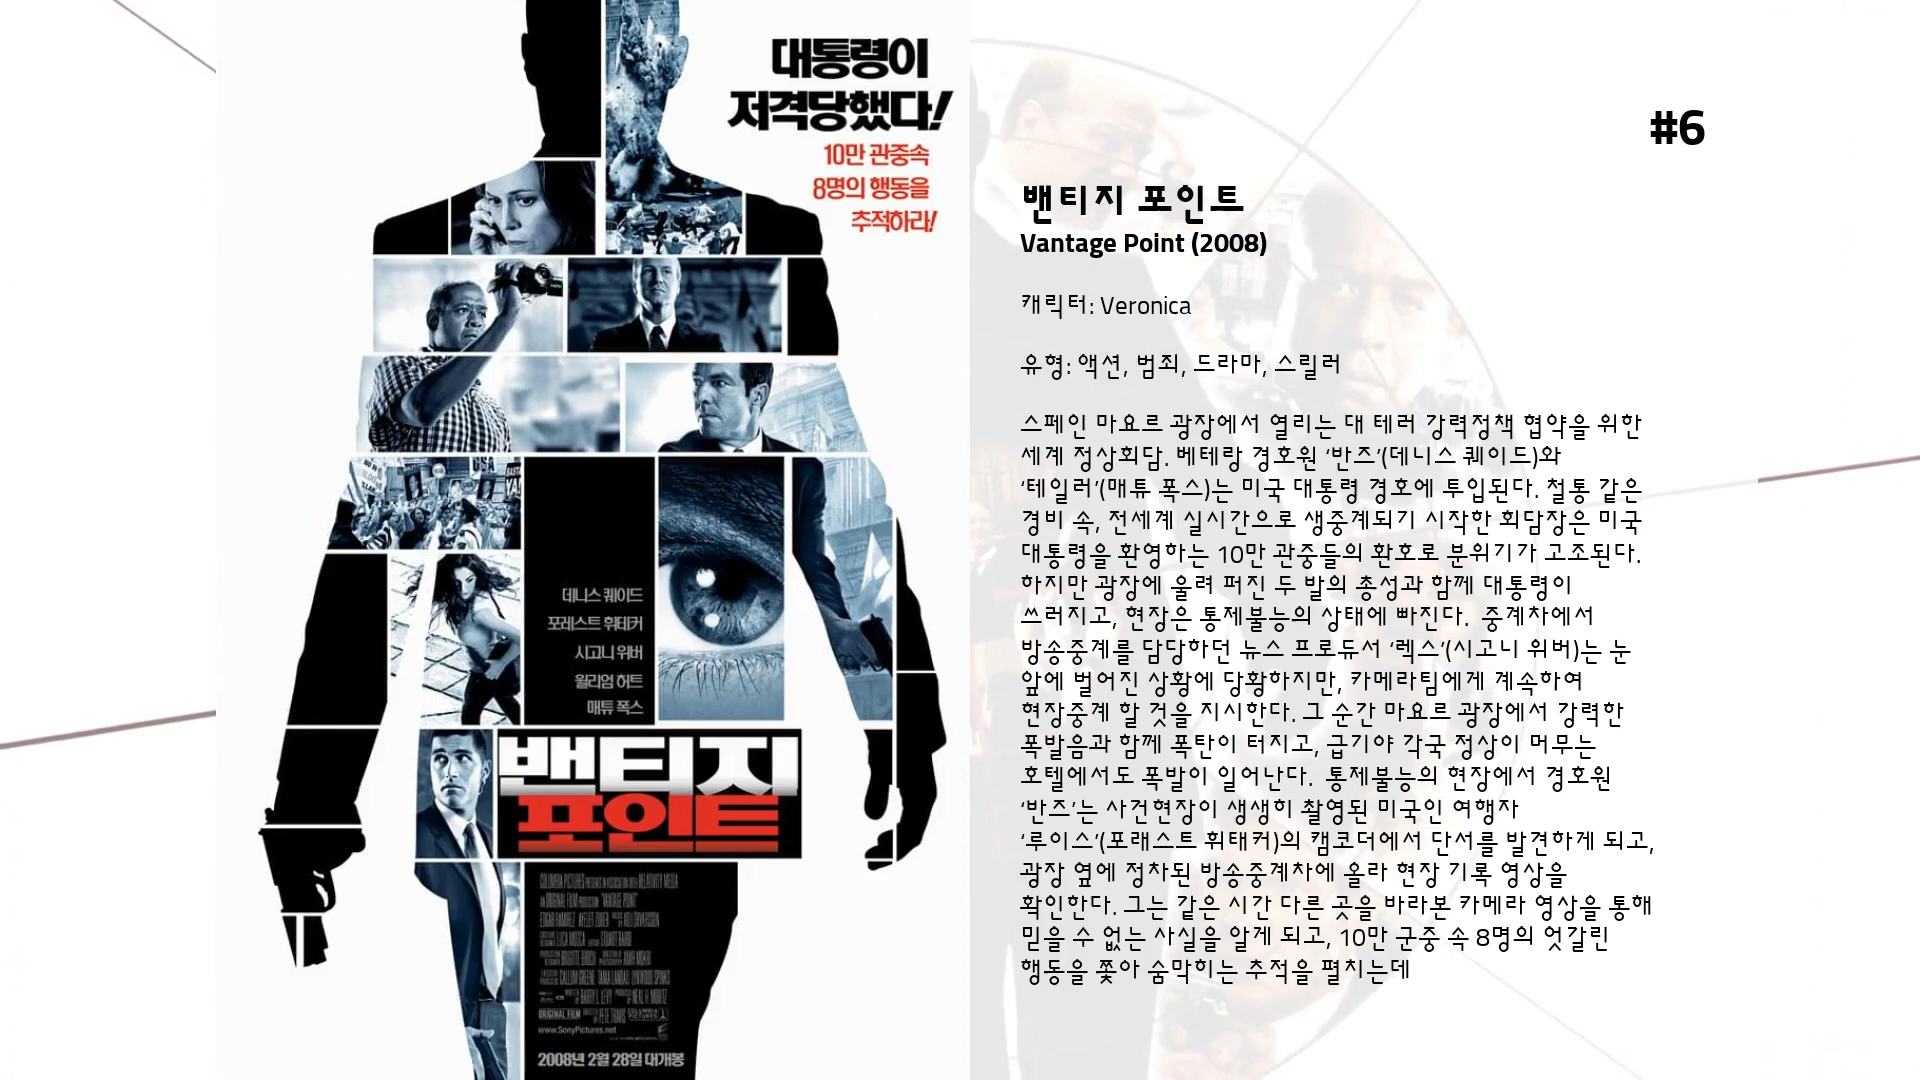 대통령이
저격당했다!
10만 관중속
8명의 행동을
추적하라!
데니스 퀘이드
포레스트 휘테커
시고니 위버
윌리엄 허트
매튜 폭스
밴티지
포인트
ORIGINAL FILM
www.SonyPictures.net
2008년 2월 28일 대개봉
#6
밴티지 포인트
Vantage Point (2008)
캐릭터: Veronica
유형: 액션, 범죄, 드라마, 스릴러
스페인 마요르 광장에서 열리는 대 테러 강력정책 협약을 위한
세계 정상회담. 베테랑 경호원 ‘반즈’(데니스 퀘이드)와
‘테일러’(매튜 폭스)는 미국 대통령 경호에 투입된다. 철통 같은
경비 속, 전세계 실시간으로 생중계되기 시작한 회담장은 미국
대통령을 환영하는 10만 관중들의 환호로 분위기가 고조된다.
하지만 광장에 울려 퍼진 두 발의 총성과 함께 대통령이
쓰러지고, 현장은 통제불능의 상태에 빠진다. 중계차에서
방송중계를 담당하던 뉴스 프로듀서 ‘렉스’(시고니 위버)는 눈
앞에 벌어진 상황에 당황하지만, 카메라팀에게 계속하여
현장중계 할 것을 지시한다. 그 순간 마요르 광장에서 강력한
폭발음과 함께 폭탄이 터지고, 급기야 각국 정상이 머무는
호텔에서도 폭발이 일어난다. 통제불능의 현장에서 경호원
‘반즈’는 사건현장이 생생히 촬영된 미국인 여행자
‘루이스’(포래스트 휘태커)의 캠코더에서 단서를 발견하게 되고,
광장 옆에 정차된 방송중계차에 올라 현장 기록 영상을
확인한다. 그는 같은 시간 다른 곳을 바라본 카메라 영상을 통해
믿을 수 없는 사실을 알게 되고, 10만 군중 속 8명의 엇갈린
행동을 쫓아 숨막히는 추적을 펼치는데